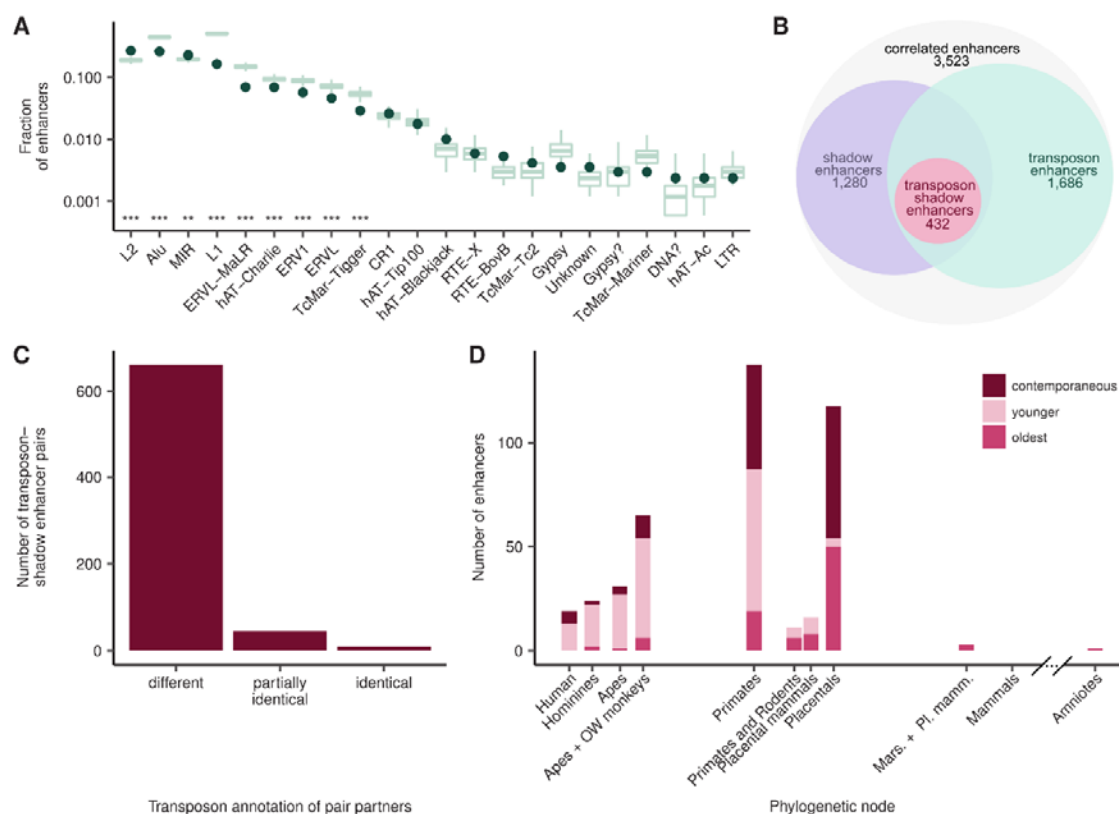 A
Fraction
of enhancers
0.100
0.010
0.001
*** *** ** *** *** *** *** *** ***
L2
Alu
MIR
L1
ERVL−MaLR
hAT−Charlie
ERV1
ERVL
TcMar−Tigger
CR1
hAT−Tip100
hAT−Blackjack
RTE−X
RTE−BovB
TcMar−Tc2
Gypsy
Unknown
Gypsy?
TcMar−Mariner
DNA?
hAT−Ac
LTR
B
correlated enhancers
3,523
shadow
enhancers
1,280
transposon
shadow
enhancers
432
transposon
enhancers
1,686
C
Number of transposon−
shadow enhancer pairs
600
400
200
0
different
partially
identical
identical
Transposon annotation of pair partners
D
Number of enhancers
100
50
0
contemporaneous
younger
oldest
Human
Hominines
Apes
Apes + OW monkeys
Primates
Primates and Rodents
Placental mammals
Placentals
Mars. + Pl. mamm.
Mammals
...
Amniotes
Phylogenetic node